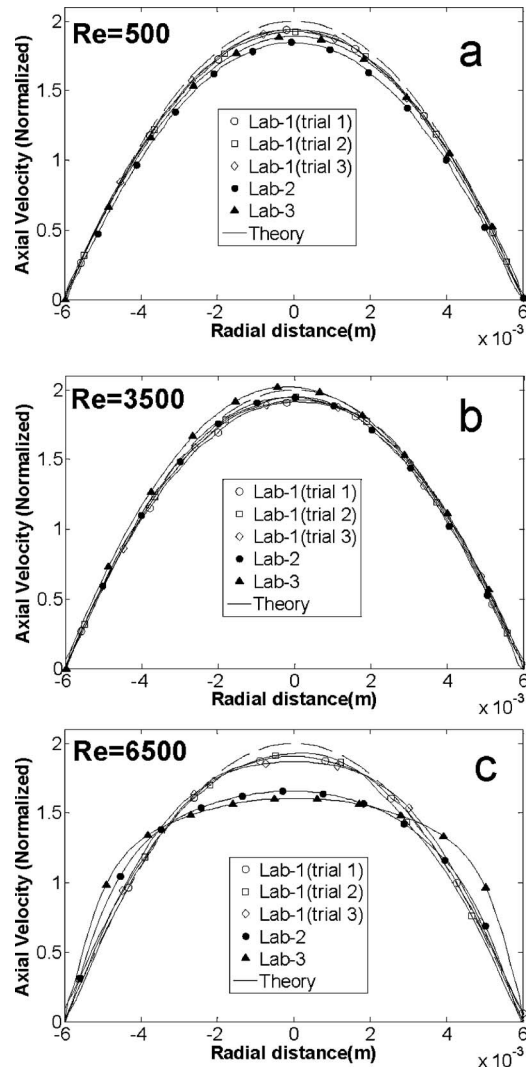 Re=500
a
Axial Velocity (Normalized)
2
1.5
1
0.5
0
Lab-1(trial 1)
Lab-1(trial 2)
Lab-1(trial 3)
Lab-2
Lab-3
Theory
-6 -4 -2 0 2 4 6
Radial distance(m)
x 10⁻³
Re=3500
b
Axial Velocity (Normalized)
2
1.5
1
0.5
0
Lab-1(trial 1)
Lab-1(trial 2)
Lab-1(trial 3)
Lab-2
Lab-3
Theory
-6 -4 -2 0 2 4 6
Radial distance(m)
x 10⁻³
Re=6500
c
Axial Velocity (Normalized)
2
1.5
1
0.5
0
Lab-1(trial 1)
Lab-1(trial 2)
Lab-1(trial 3)
Lab-2
Lab-3
Theory
-6 -4 -2 0 2 4 6
Radial distance(m)
x 10⁻³